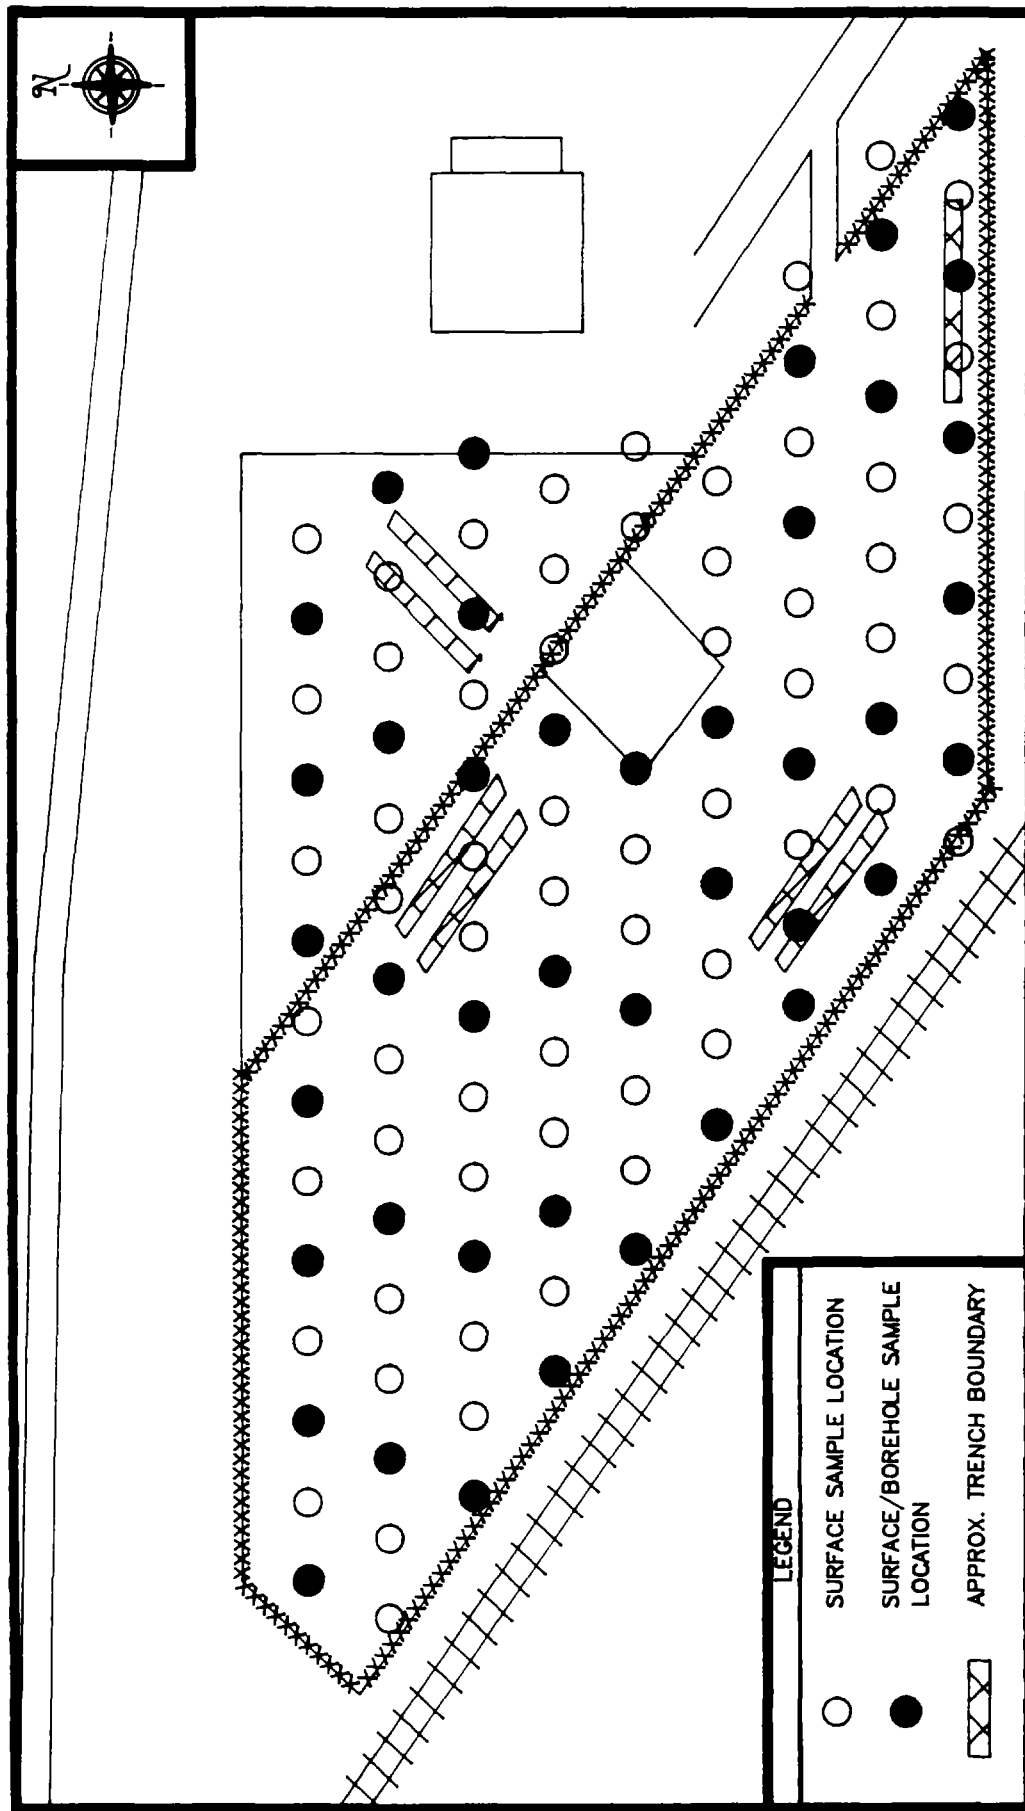 N
LEGEND
SURFACE SAMPLE LOCATION
SURFACE/BOREHOLE SAMPLE
LOCATION
APPROX. TRENCH BOUNDARY